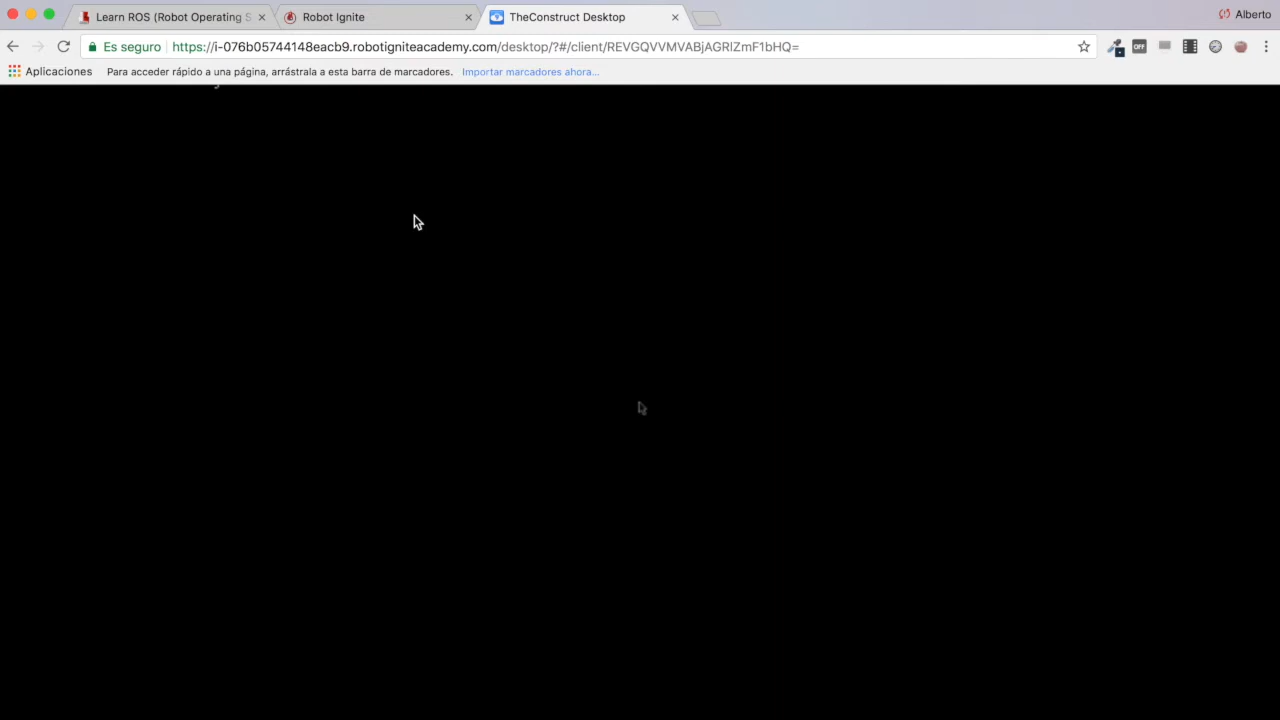 Learn ROS (Robot Operating S
Robot Ignite
TheConstruct Desktop
Alberto
Es seguro
https://i-076b05744148eacb9.robotigniteacademy.com/desktop/?#/client/REVGQVVMVABjAGRlZmF1bHQ=
OFF
Aplicaciones
Para acceder rápido a una página, arrástrala a esta barra de marcadores.
Importar marcadores ahora...